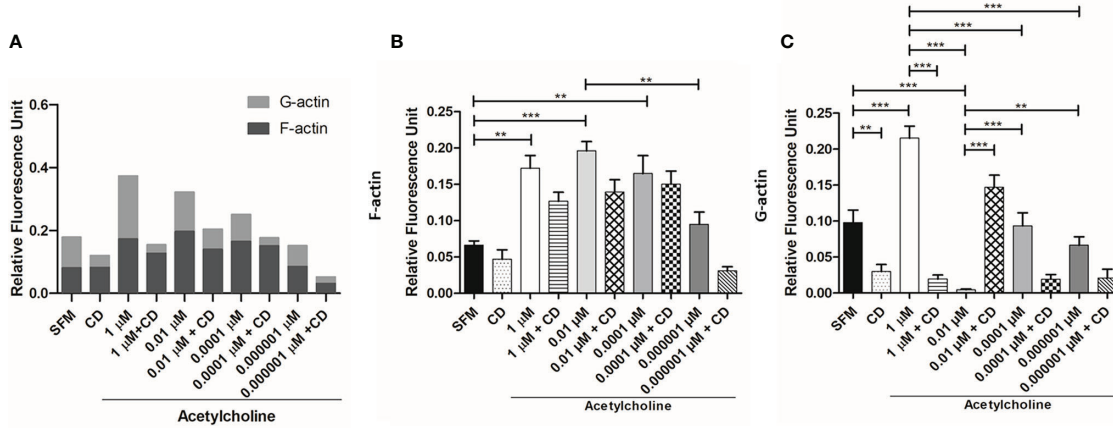 A
Relative Fluorescence Unit
0.6
0.4
0.2
0.0
G-actin
F-actin
SFM
CD
1 µM
1 µM+CD
0.01 µM
0.01 µM + CD
0.0001 µM
0.0001 µM + CD
0.000001 µM
0.000001 µM +CD
Acetylcholine
B
F-actin
Relative Fluorescence Unit
0.25
0.20
0.15
0.10
0.05
0.00
**
**
***
**
SFM
CD
1 µM
1 µM + CD
0.01 µM
0.01 µM + CD
0.0001 µM
0.0001 µM + CD
0.000001 µM
0.000001 µM + CD
Acetylcholine
C
G-actin
Relative Fluorescence Unit
0.25
0.20
0.15
0.10
0.05
0.00
***
***
***
***
***
***
**
**
***
***
SFM
CD
1 µM
1 µM + CD
0.01 µM
0.01 µM + CD
0.0001 µM
0.0001 µM + CD
0.000001 µM
0.000001 µM + CD
Acetylcholine